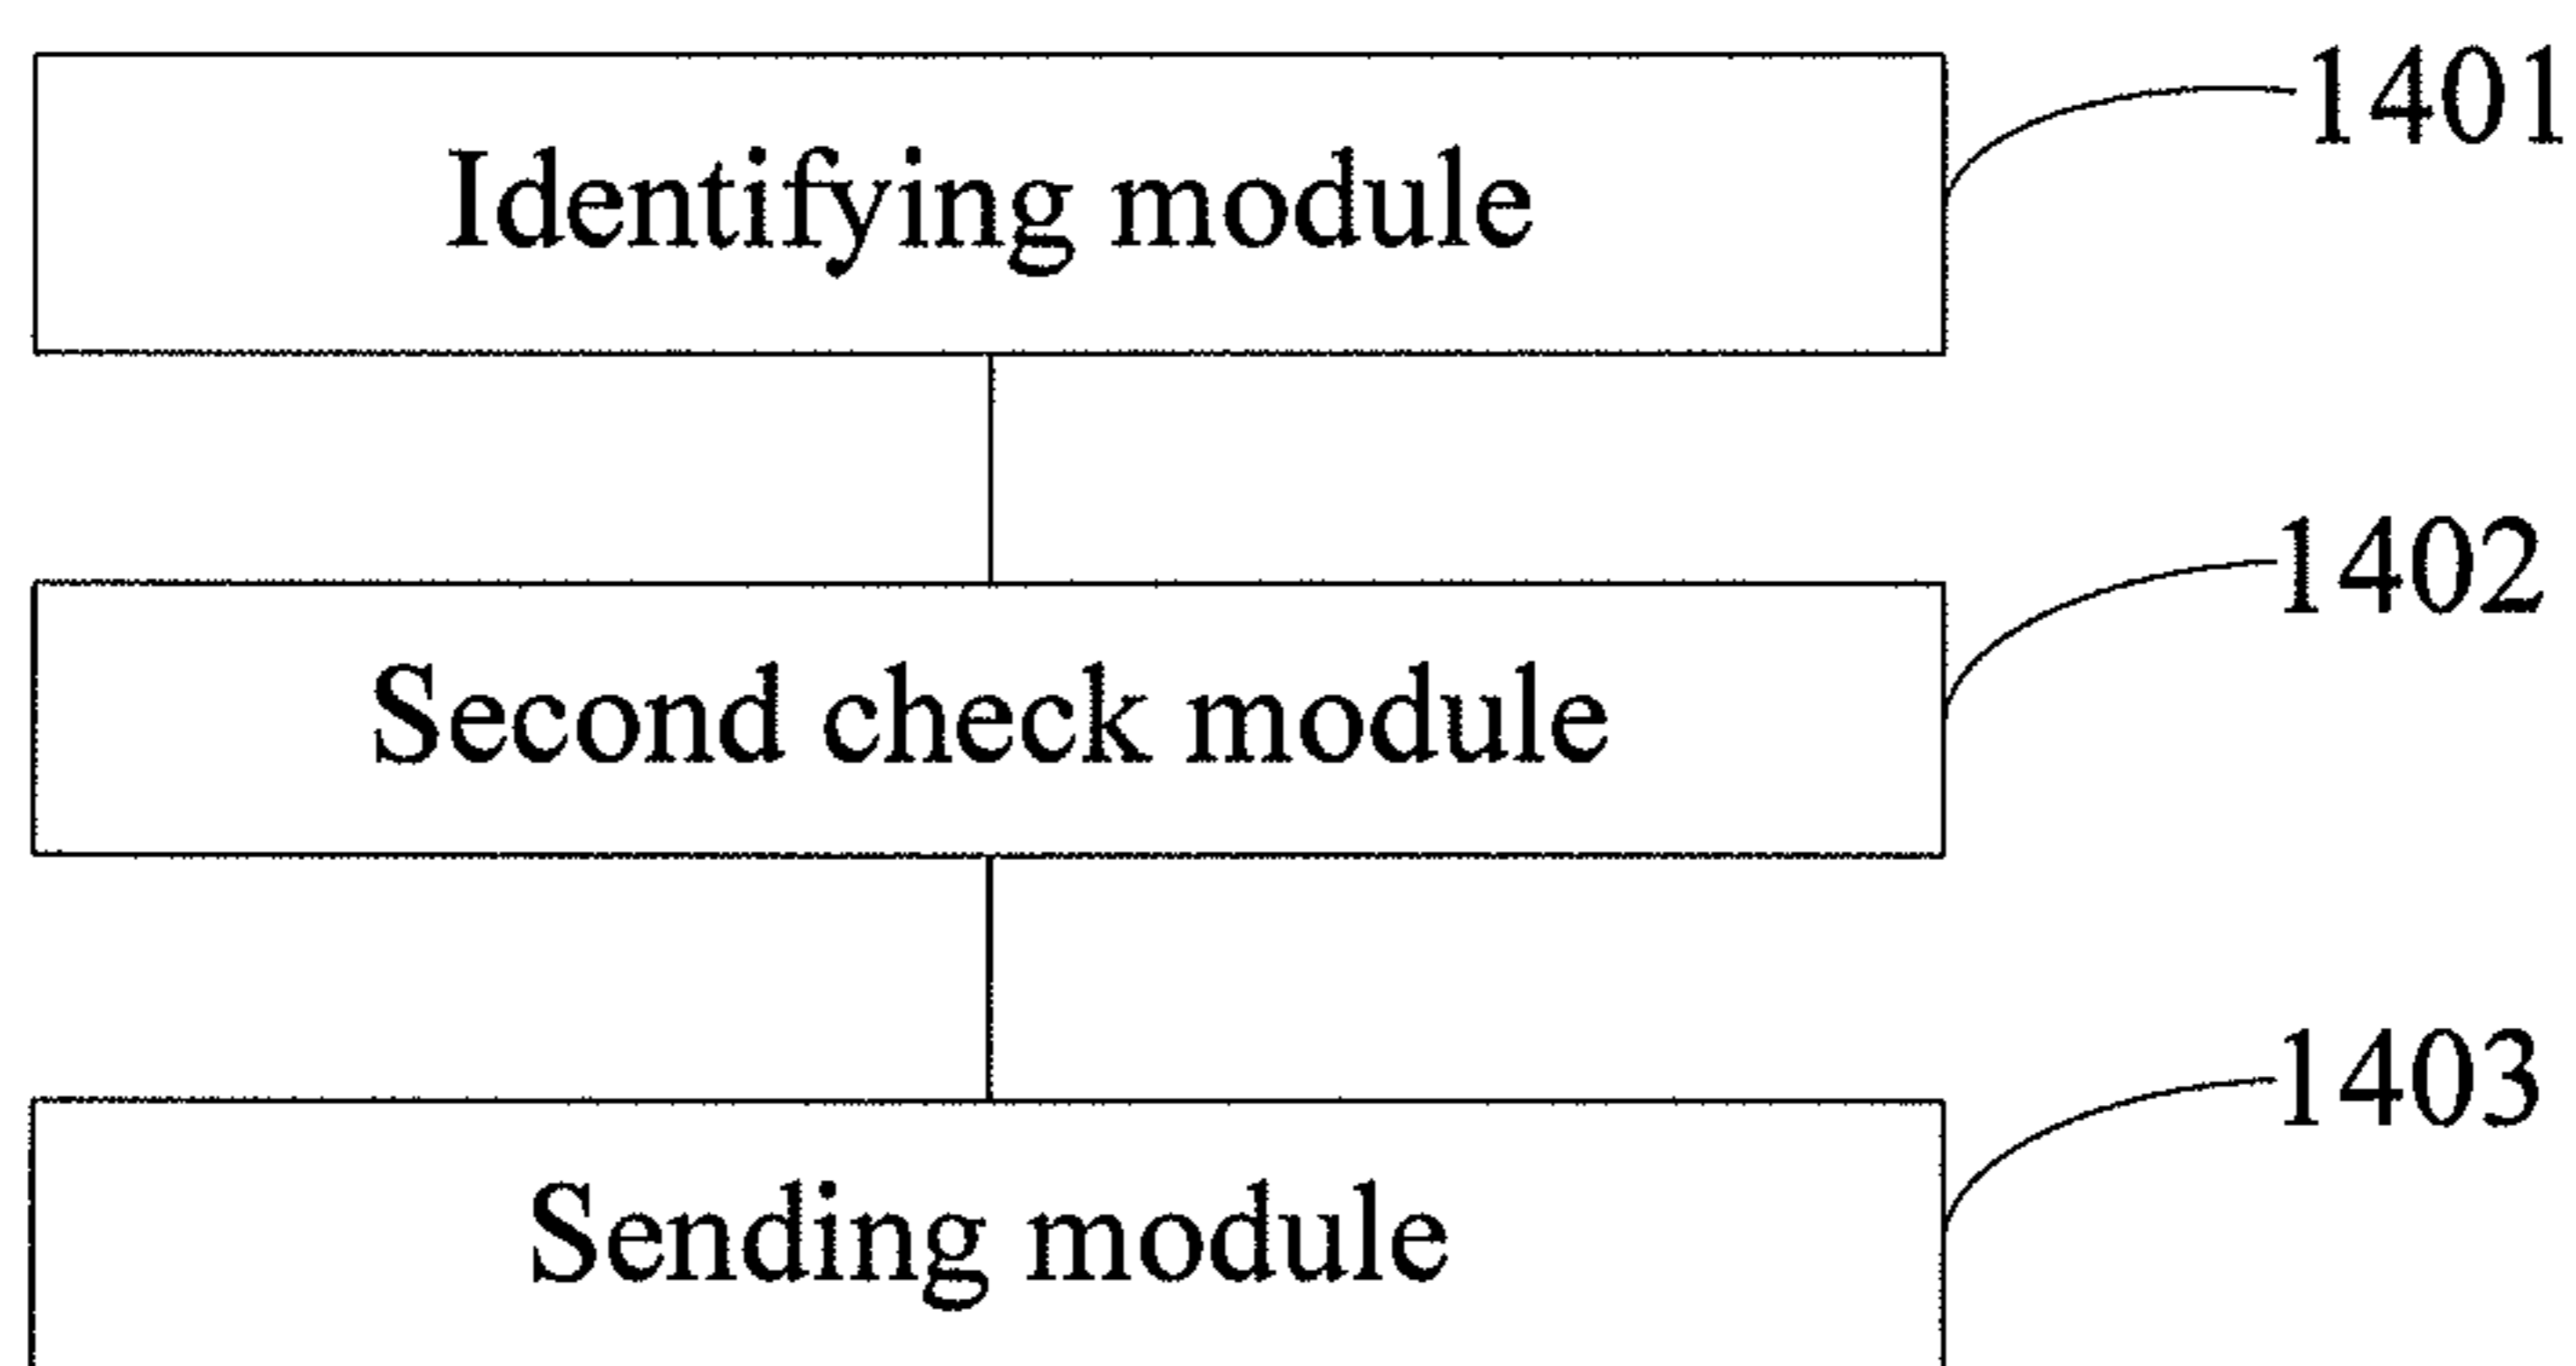 1401
Identifying module
1402
Second check module
1403
Sending module